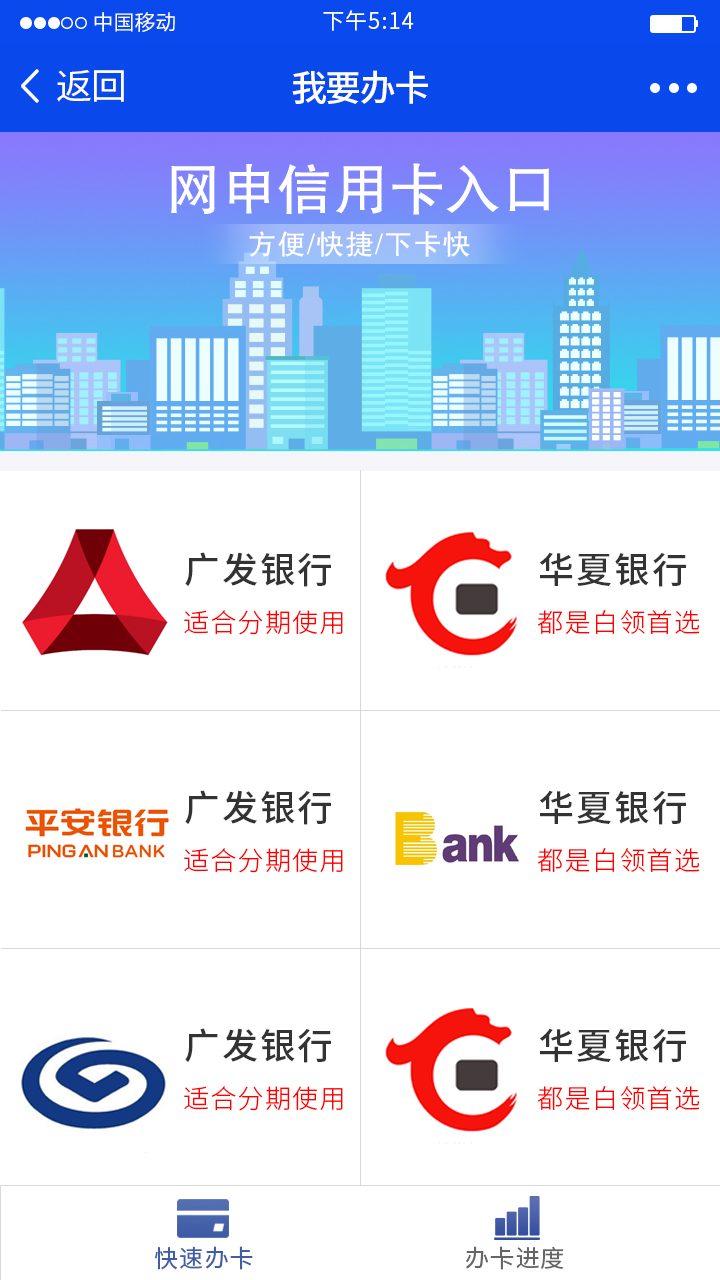 中国移动 下午5:14
返回 我要办卡
网申信用卡入口
方便/快捷/下卡快
广发银行
适合分期使用
华夏银行
都是白领首选
平安银行
PING AN BANK
广发银行
适合分期使用
Bank
华夏银行
都是白领首选
广发银行
适合分期使用
华夏银行
都是白领首选
快速办卡
办卡进度